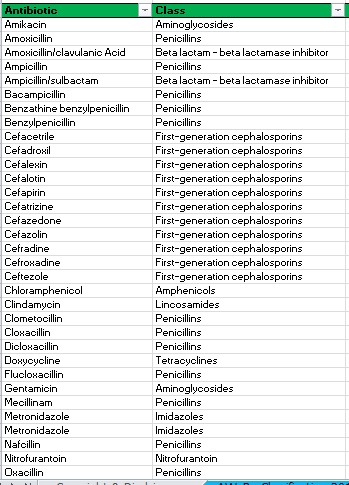 Antibiotic Class
Amikacin Aminoglycosides
Amoxicillin Penicillins
Amoxicillin/clavulanic Acid Beta lactam - beta lactamase inhibitor
Ampicillin Penicillins
Ampicillin/sulbactam Beta lactam - beta lactamase inhibitor
Bacampicillin Penicillins
Benzathine benzylpenicillin Penicillins
Benzylpenicillin Penicillins
Cefacetrile First-generation cephalosporins
Cefadroxil First-generation cephalosporins
Cefalexin First-generation cephalosporins
Cefalotin First-generation cephalosporins
Cefapirin First-generation cephalosporins
Cefatrizine First-generation cephalosporins
Cefazedone First-generation cephalosporins
Cefazolin First-generation cephalosporins
Cefradine First-generation cephalosporins
Cefroxadine First-generation cephalosporins
Ceftezole First-generation cephalosporins
Chloramphenicol Amphenicols
Clindamycin Lincosamides
Clometocillin Penicillins
Cloxacillin Penicillins
Dicloxacillin Penicillins
Doxycycline Tetracyclines
Flucloxacillin Penicillins
Gentamicin Aminoglycosides
Mecillinam Penicillins
Metronidazole Imidazoles
Metronidazole Imidazoles
Nafcillin Penicillins
Nitrofurantoin Nitrofurantoin
Oxacillin Penicillins